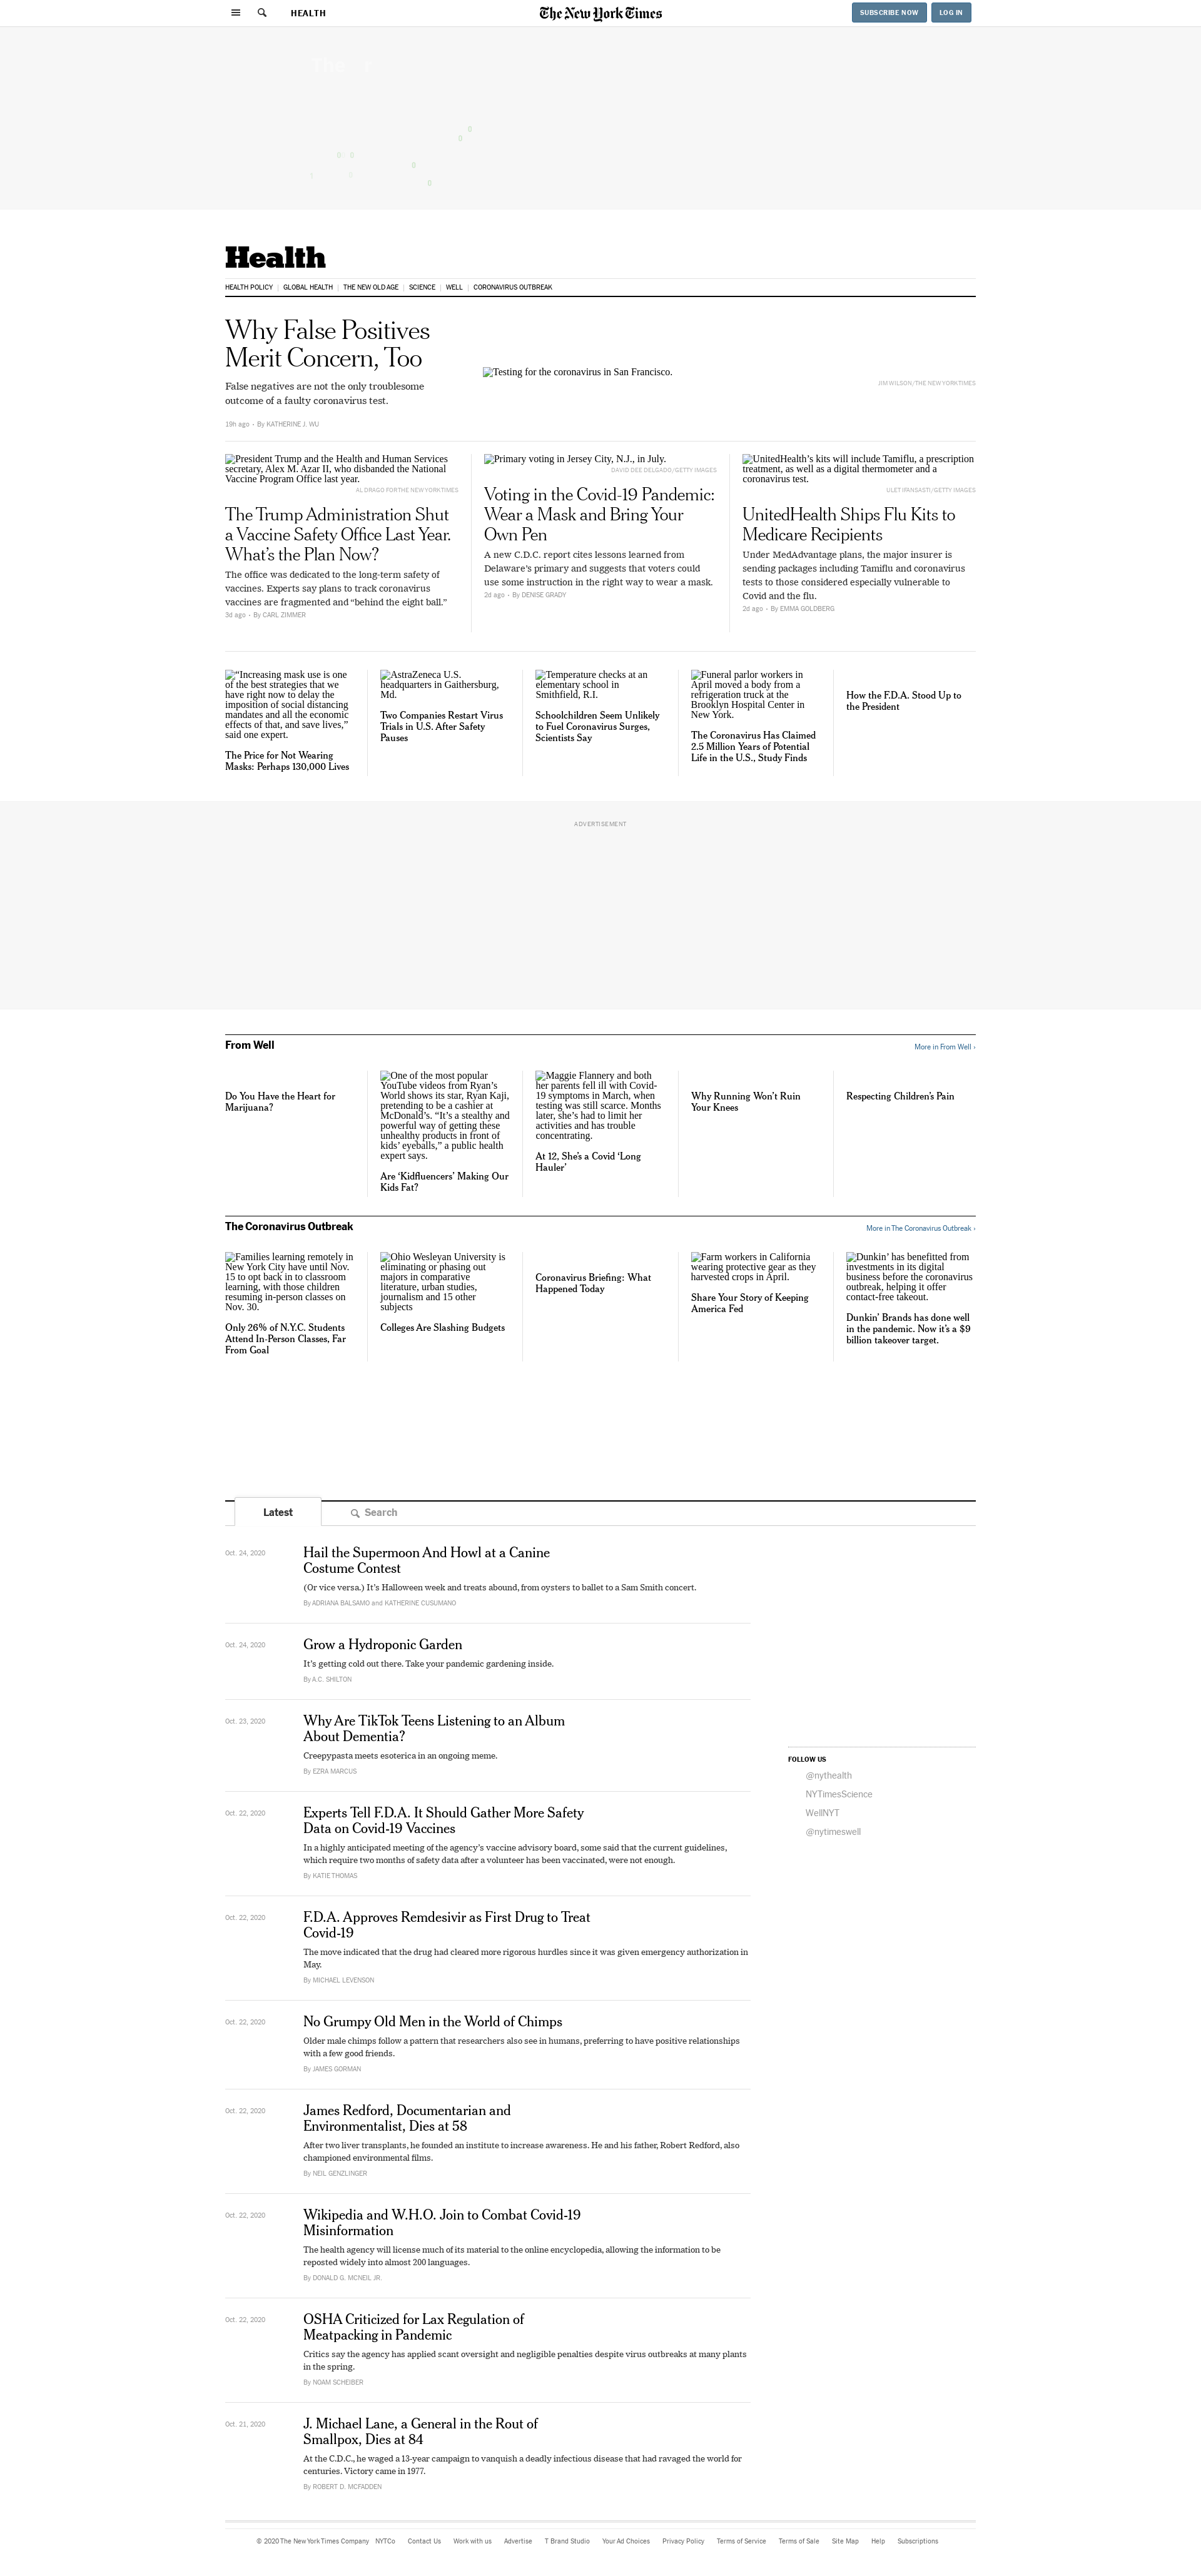 HEALTH
The New York Times
SUBSCRIBE NOW
LOG IN
Health
HEALTH POLICY | GLOBAL HEALTH | THE NEW OLD AGE | SCIENCE | WELL | CORONAVIRUS OUTBREAK
Why False Positives
Merit Concern, Too
False negatives are not the only troublesome
outcome of a faulty coronavirus test.
19h ago • By KATHERINE J. WU
Testing for the coronavirus in San Francisco.
JIM WILSON/THE NEW YORK TIMES
President Trump and the Health and Human Services
secretary, Alex M. Azar II, who disbanded the National
Vaccine Program Office last year.
AL DRAGO FOR THE NEW YORK TIMES
The Trump Administration Shut
a Vaccine Safety Office Last Year.
What’s the Plan Now?
The office was dedicated to the long-term safety of
vaccines. Experts say plans to track coronavirus
vaccines are fragmented and “behind the eight ball.”
3d ago • By CARL ZIMMER
Primary voting in Jersey City, N.J., in July.
DAVID DEE DELGADO/GETTY IMAGES
Voting in the Covid-19 Pandemic:
Wear a Mask and Bring Your
Own Pen
A new C.D.C. report cites lessons learned from
Delaware’s primary and suggests that voters could
use some instruction in the right way to wear a mask.
2d ago • By DENISE GRADY
UnitedHealth’s kits will include Tamiflu, a prescription
treatment, as well as a digital thermometer and a
coronavirus test.
ULET IFANSASTI/GETTY IMAGES
UnitedHealth Ships Flu Kits to
Medicare Recipients
Under MedAdvantage plans, the major insurer is
sending packages including Tamiflu and coronavirus
tests to those considered especially vulnerable to
Covid and the flu.
2d ago • By EMMA GOLDBERG
“Increasing mask use is one
of the best strategies that we
have right now to delay the
imposition of social distancing
mandates and all the economic
effects of that, and save lives,”
said one expert.
The Price for Not Wearing
Masks: Perhaps 130,000 Lives
AstraZeneca U.S.
headquarters in Gaithersburg,
Md.
Two Companies Restart Virus
Trials in U.S. After Safety
Pauses
Temperature checks at an
elementary school in
Smithfield, R.I.
Schoolchildren Seem Unlikely
to Fuel Coronavirus Surges,
Scientists Say
Funeral parlor workers in
April moved a body from a
refrigeration truck at the
Brooklyn Hospital Center in
New York.
The Coronavirus Has Claimed
2.5 Million Years of Potential
Life in the U.S., Study Finds
How the F.D.A. Stood Up to
the President
ADVERTISEMENT
From Well
More in From Well ›
Do You Have the Heart for
Marijuana?
One of the most popular
YouTube videos from Ryan’s
World shows its star, Ryan Kaji,
pretending to be a cashier at
McDonald’s. “It’s a stealthy and
powerful way of getting these
unhealthy products in front of
kids’ eyeballs,” a public health
expert says.
Are ‘Kidfluencers’ Making Our
Kids Fat?
Maggie Flannery and both
her parents fell ill with Covid-
19 symptoms in March, when
testing was still scarce. Months
later, she’s had to limit her
activities and has trouble
concentrating.
At 12, She’s a Covid ‘Long
Hauler’
Why Running Won’t Ruin
Your Knees
Respecting Children’s Pain
The Coronavirus Outbreak
More in The Coronavirus Outbreak ›
Families learning remotely in
New York City have until Nov.
15 to opt back in to classroom
learning, with those children
resuming in-person classes on
Nov. 30.
Only 26% of N.Y.C. Students
Attend In-Person Classes, Far
From Goal
Ohio Wesleyan University is
eliminating or phasing out
majors in comparative
literature, urban studies,
journalism and 15 other
subjects
Colleges Are Slashing Budgets
Coronavirus Briefing: What
Happened Today
Farm workers in California
wearing protective gear as they
harvested crops in April.
Share Your Story of Keeping
America Fed
Dunkin’ has benefitted from
investments in its digital
business before the coronavirus
outbreak, helping it offer
contact-free takeout.
Dunkin’ Brands has done well
in the pandemic. Now it’s a $9
billion takeover target.
Latest
Search
Oct. 24, 2020
Hail the Supermoon And Howl at a Canine
Costume Contest
(Or vice versa.) It’s Halloween week and treats abound, from oysters to ballet to a Sam Smith concert.
By ADRIANA BALSAMO and KATHERINE CUSUMANO
Oct. 24, 2020
Grow a Hydroponic Garden
It’s getting cold out there. Take your pandemic gardening inside.
By A.C. SHILTON
Oct. 23, 2020
Why Are TikTok Teens Listening to an Album
About Dementia?
Creepypasta meets esoterica in an ongoing meme.
By EZRA MARCUS
FOLLOW US
@nythealth
NYTimesScience
WellNYT
@nytimeswell
Oct. 22, 2020
Experts Tell F.D.A. It Should Gather More Safety
Data on Covid-19 Vaccines
In a highly anticipated meeting of the agency’s vaccine advisory board, some said that the current guidelines,
which require two months of safety data after a volunteer has been vaccinated, were not enough.
By KATIE THOMAS
Oct. 22, 2020
F.D.A. Approves Remdesivir as First Drug to Treat
Covid-19
The move indicated that the drug had cleared more rigorous hurdles since it was given emergency authorization in
May.
By MICHAEL LEVENSON
Oct. 22, 2020
No Grumpy Old Men in the World of Chimps
Older male chimps follow a pattern that researchers also see in humans, preferring to have positive relationships
with a few good friends.
By JAMES GORMAN
Oct. 22, 2020
James Redford, Documentarian and
Environmentalist, Dies at 58
After two liver transplants, he founded an institute to increase awareness. He and his father, Robert Redford, also
championed environmental films.
By NEIL GENZLINGER
Oct. 22, 2020
Wikipedia and W.H.O. Join to Combat Covid-19
Misinformation
The health agency will license much of its material to the online encyclopedia, allowing the information to be
reposted widely into almost 200 languages.
By DONALD G. MCNEIL JR.
Oct. 22, 2020
OSHA Criticized for Lax Regulation of
Meatpacking in Pandemic
Critics say the agency has applied scant oversight and negligible penalties despite virus outbreaks at many plants
in the spring.
By NOAM SCHEIBER
Oct. 21, 2020
J. Michael Lane, a General in the Rout of
Smallpox, Dies at 84
At the C.D.C., he waged a 13-year campaign to vanquish a deadly infectious disease that had ravaged the world for
centuries. Victory came in 1977.
By ROBERT D. MCFADDEN
© 2020 The New York Times Company NYTCo Contact Us Work with us Advertise T Brand Studio Your Ad Choices Privacy Policy Terms of Service Terms of Sale Site Map Help Subscriptions